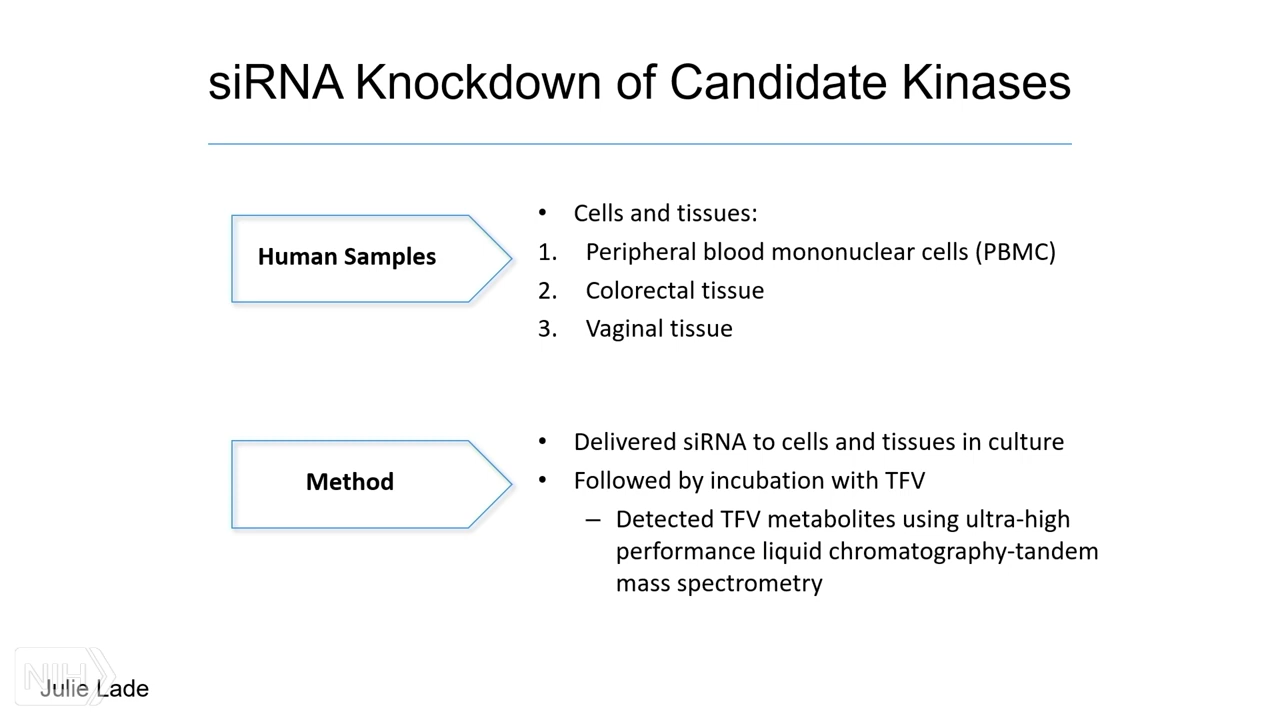 siRNA Knockdown of Candidate Kinases
Human Samples
• Cells and tissues:
1. Peripheral blood mononuclear cells (PBMC)
2. Colorectal tissue
3. Vaginal tissue
Method
• Delivered siRNA to cells and tissues in culture
• Followed by incubation with TFV
– Detected TFV metabolites using ultra-high
performance liquid chromatography-tandem
mass spectrometry
NIH
Julie Lade